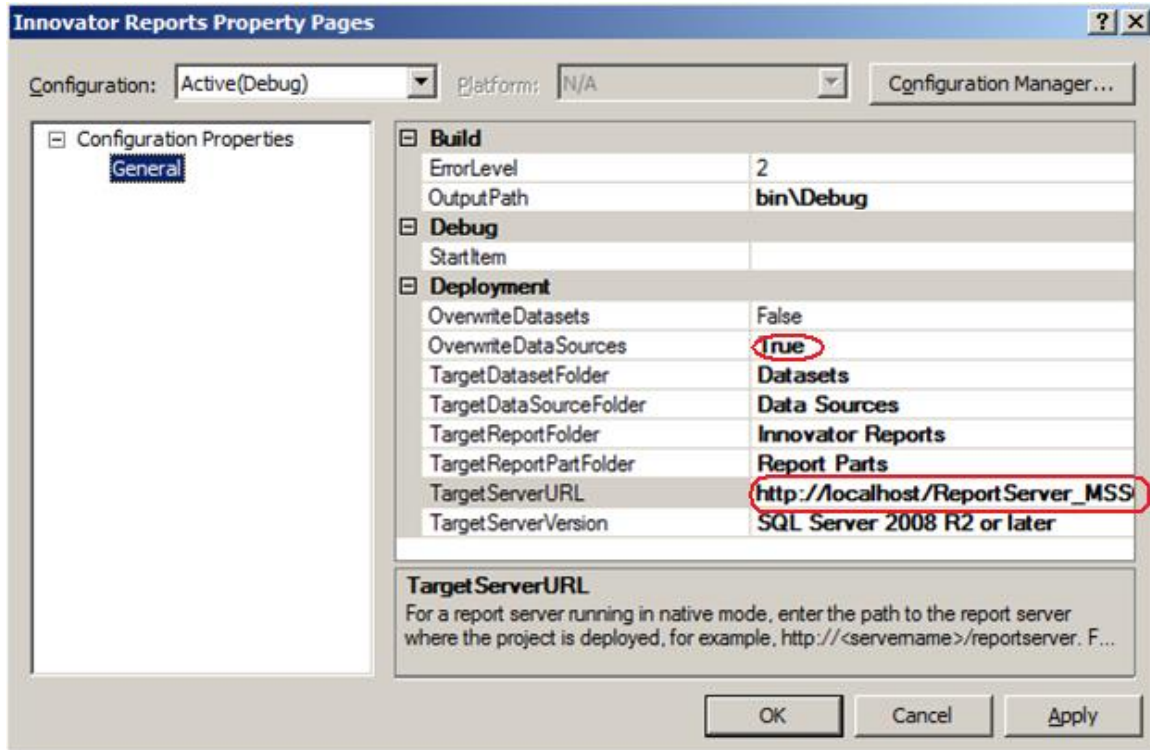 Innovator Reports Property Pages
Configuration: Active(Debug) Platform: N/A Configuration Manager...
Configuration Properties
General
Build
ErrorLevel 2
OutputPath bin\Debug
Debug
StartItem
Deployment
OverwriteDatasets False
OverwriteDataSources True
TargetDatasetFolder Datasets
TargetDataSourceFolder Data Sources
TargetReportFolder Innovator Reports
TargetReportPartFolder Report Parts
TargetServerURL http://localhost/ReportServer_MSS
TargetServerVersion SQL Server 2008 R2 or later
TargetServerURL
For a report server running in native mode, enter the path to the report server
where the project is deployed, for example, http://<servername>/reportserver. F...
OK Cancel Apply